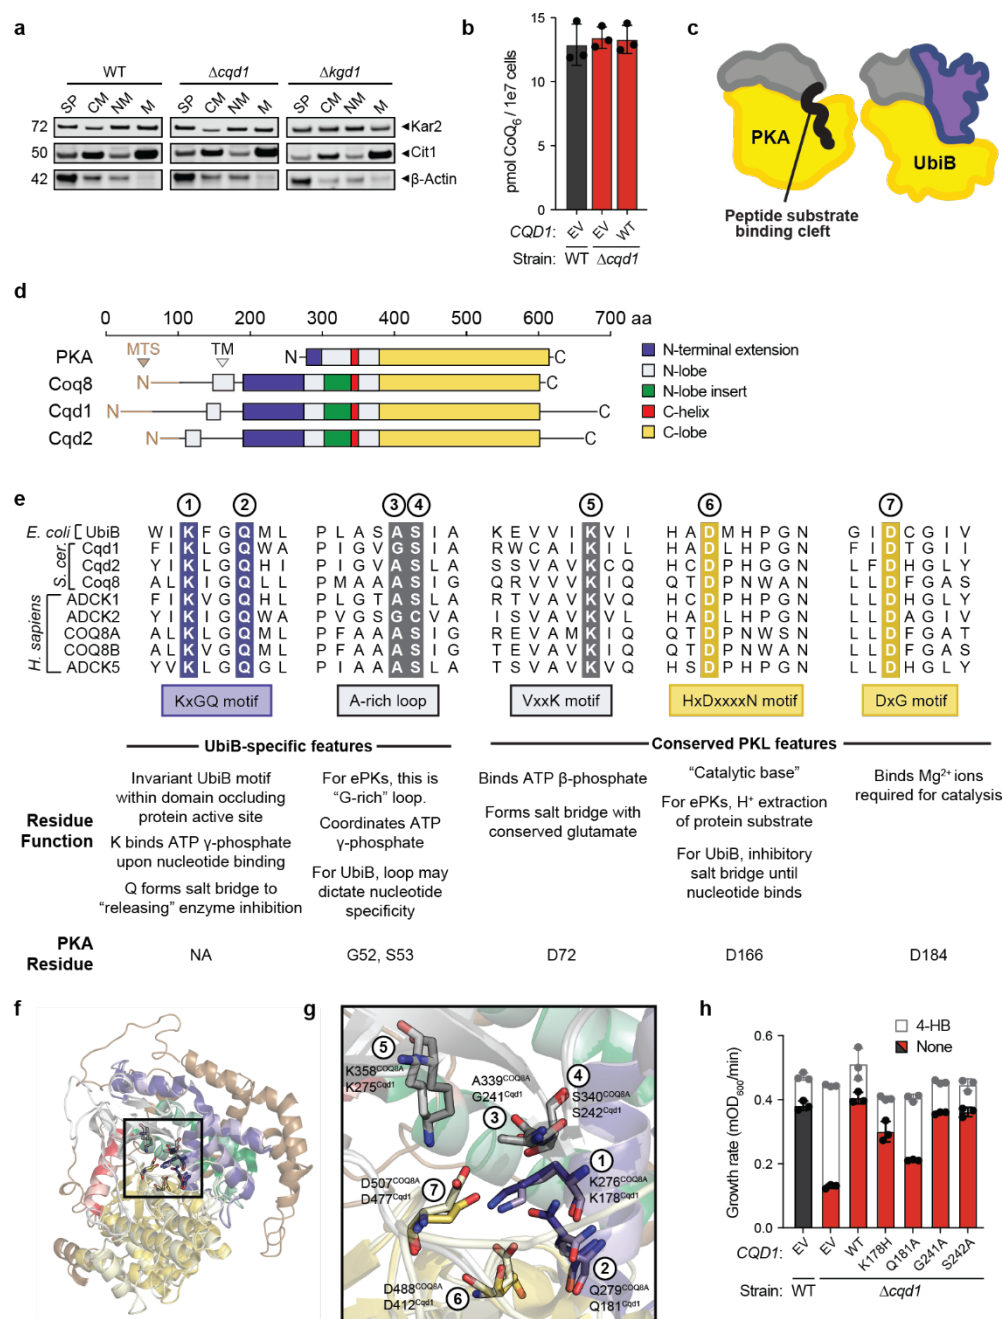 a
WT
Δcqd1
Δkgd1
SP CM NM M SP CM NM M SP CM NM M
72
Kar2
50
Cit1
42
β-Actin
b
pmol CoQ6 / 1e7 cells
15
10
5
0
CQD1: EV EV WT
Strain: WT Δcqd1
c
PKA
UbiB
Peptide substrate
binding cleft
d
0 100 200 300 400 500 600 700 aa
MTS
TM
PKA N C
Coq8 N C
Cqd1 N C
Cqd2 N C
N-terminal extension
N-lobe
N-lobe insert
C-helix
C-lobe
e
1 2 3 4 5 6 7
E. coli UbiB W I K F G Q M L P L A S A S I A K E V V I K V I H A D M H P G N G I D C G I V
S. cer. Cqd1 F I K L G Q W A P I G V G S I A R W C A I K I L H A D L H P G N F I D T G I I
Cqd2 Y I K L G Q H I P I G V A S L A S S V A V K C Q H C D L H P G N L F D H G L Y
Coq8 A L K I G Q L L P M A A A S I G Q R V V V K I Q Q T D P N W A N L L D F G A S
H. sapiens ADCK1 F I K V G Q H L P L G T A S L A R T V A V K V Q H C D P H P G N L L D H G L Y
ADCK2 Y V K L G Q W A P V G S G C V A V S V A V K V L H A D L H P G N L L D A G I V
COQ8A A L K L G Q M L P F A A A S I G R E V A M K I Q Q T D P N W S N L L D F G A T
COQ8B A L K I G Q M L P F A A A S I G T E V A V K I Q Q T D P N W A N L L D F G A S
ADCK5 Y V K L G Q G L P I A A A S L A T S V A V K V Q H S D P H P G N L L D H G L Y
KxGQ motif
A-rich loop
VxxK motif
HxDxxxxN motif
DxG motif
UbiB-specific features
Conserved PKL features
Residue
Function
Invariant UbiB motif
within domain occluding
protein active site
K binds ATP γ-phosphate
upon nucleotide binding
Q forms salt bridge to
"releasing" enzyme inhibition
For ePKs, this is
"G-rich" loop.
Coordinates ATP
γ-phosphate
For UbiB, loop may
dictate nucleotide
specificity
Binds ATP β-phosphate
Forms salt bridge with
conserved glutamate
"Catalytic base"
For ePKs, H+ extraction
of protein substrate
For UbiB, inhibitory
salt bridge until
nucleotide binds
Binds Mg2+ ions
required for catalysis
PKA
Residue
NA
G52, S53
D72
D166
D184
f
g
5
K358COQ8A
K275Cqd1
A339COQ8A
G241Cqd1
3
4
S340COQ8A
S242Cqd1
1
K276COQ8A
K178Cqd1
D507COQ8A
D477Cqd1
7
2
Q279COQ8A
Q181Cqd1
D488COQ8A
D412Cqd1
6
h
4-HB
None
Growth rate (mOD600/min)
0.6
0.4
0.2
0.0
CQD1: EV EV WT K178H Q181A G241A S242A
Strain: WT Δcqd1